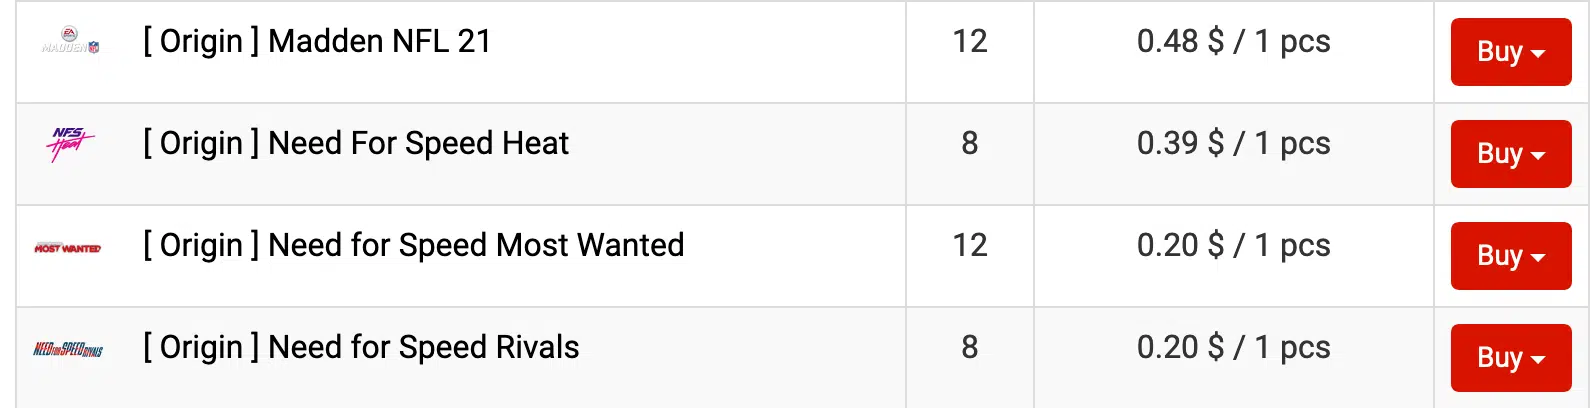 EA
MADDEN NFL
[ Origin ] Madden NFL 21
12
0.48 $ / 1 pcs
Buy
NFS
Heat
[ Origin ] Need For Speed Heat
8
0.39 $ / 1 pcs
Buy
MOST WANTED
[ Origin ] Need for Speed Most Wanted
12
0.20 $ / 1 pcs
Buy
NEED FOR SPEED RIVALS
[ Origin ] Need for Speed Rivals
8
0.20 $ / 1 pcs
Buy